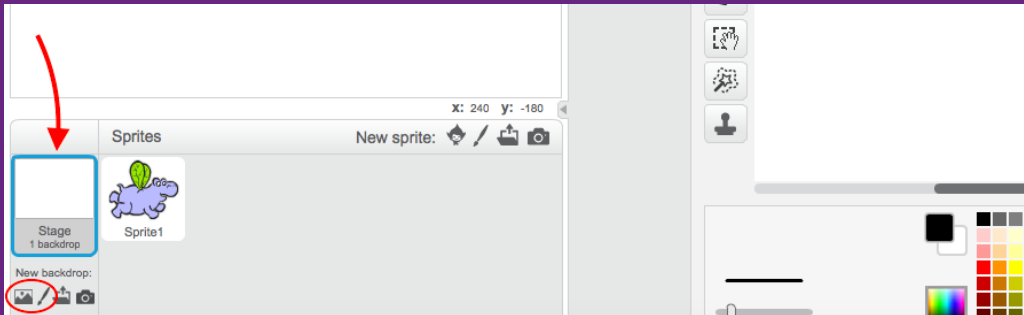 x: 240 y: -180
Sprites New sprite:
Stage
1 backdrop
Sprite1
New backdrop: